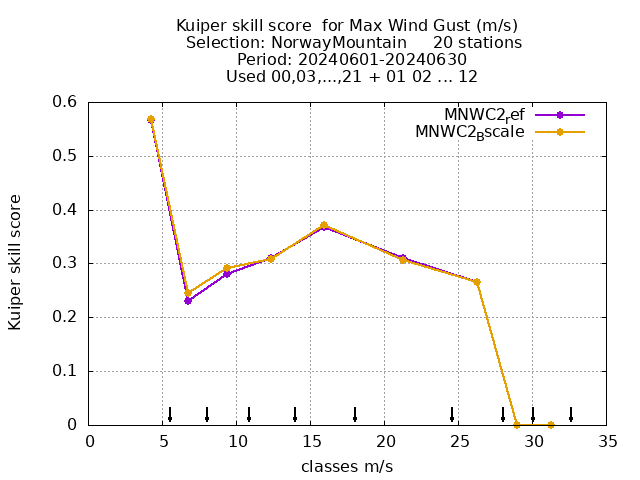 Kuiper skill score  for Max Wind Gust (m/s)
Selection: NorwayMountain     20 stations
Period: 20240601-20240630
Used 00,03,...,21 + 01 02 ... 12
MNWC2ref
MNWC2Bscale
Kuiper skill score
0.6
0.5
0.4
0.3
0.2
0.1
0
0 5 10 15 20 25 30 35
classes m/s